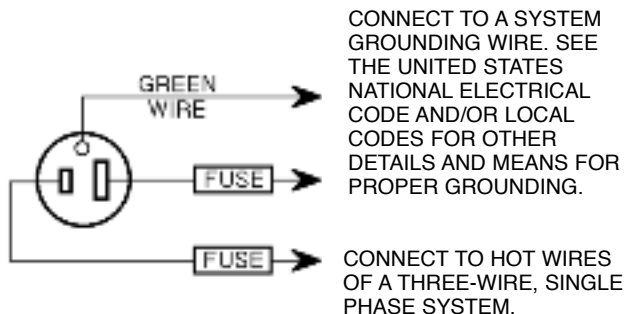 CONNECT TO A SYSTEM
GROUNDING WIRE. SEE
THE UNITED STATES
NATIONAL ELECTRICAL
CODE AND/OR LOCAL
CODES FOR OTHER
DETAILS AND MEANS FOR
PROPER GROUNDING.
GREEN
WIRE
FUSE
FUSE
CONNECT TO HOT WIRES
OF A THREE-WIRE, SINGLE
PHASE SYSTEM.